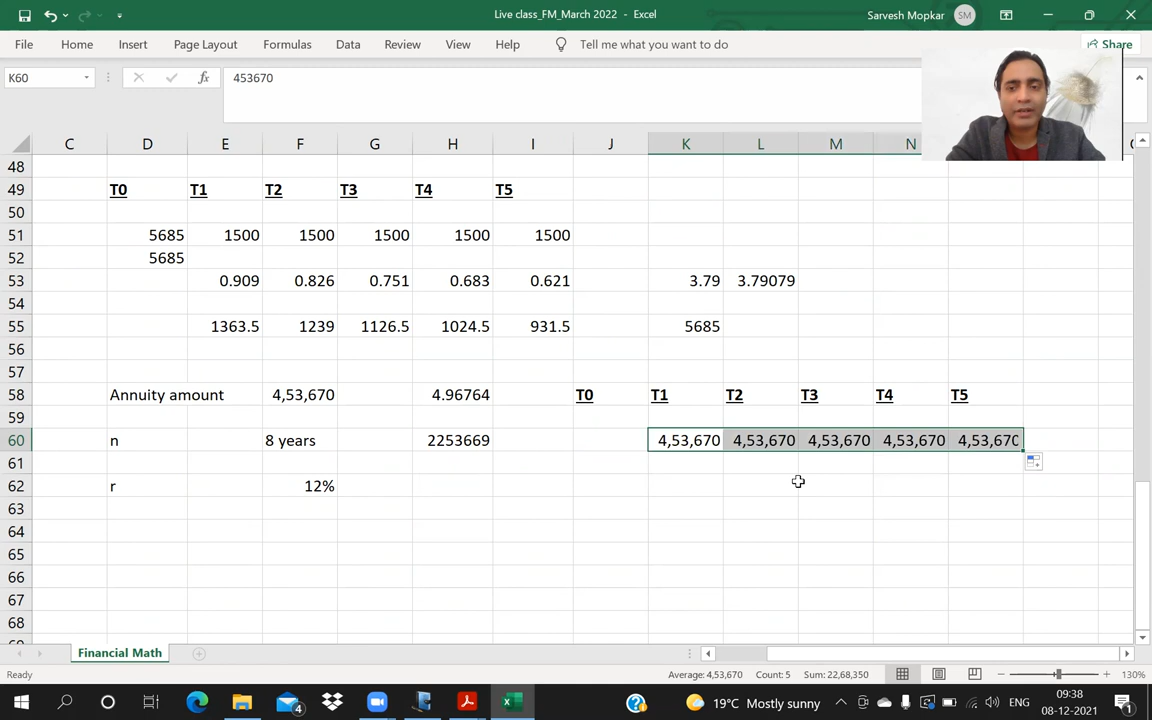 Live class_FM_March 2022 - Excel
Sarvesh Mopkar SM
File Home Insert Page Layout Formulas Data Review View Help Tell me what you want to do Share
K60 fx 453670
C D E F G H I J K L M N
48
49 T0 T1 T2 T3 T4 T5
50
51 5685 1500 1500 1500 1500 1500
52 5685
53 0.909 0.826 0.751 0.683 0.621 3.79 3.79079
54
55 1363.5 1239 1126.5 1024.5 931.5 5685
56
57
58 Annuity amount 4,53,670 4.96764 T0 T1 T2 T3 T4 T5
59
60 n 8 years 2253669 4,53,670 4,53,670 4,53,670 4,53,670 4,53,670
61
62 r 12%
63
64
65
66
67
68
Financial Math
Ready Average: 4,53,670 Count: 5 Sum: 22,68,350 130%
4 19°C Mostly sunny ENG 09:38
08-12-2021 1